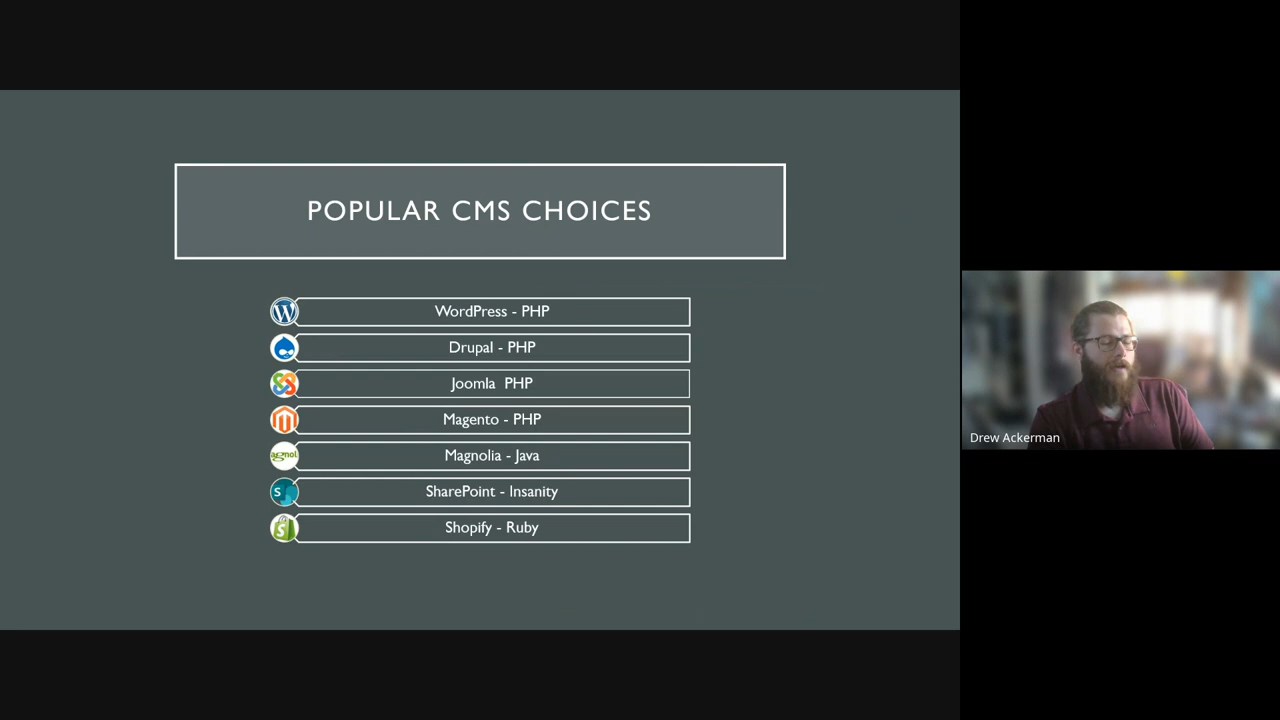 POPULAR CMS CHOICES
WordPress - PHP
Drupal - PHP
Joomla  PHP
Magento - PHP
agnol
Magnolia - Java
SharePoint - Insanity
Shopify - Ruby
Drew Ackerman